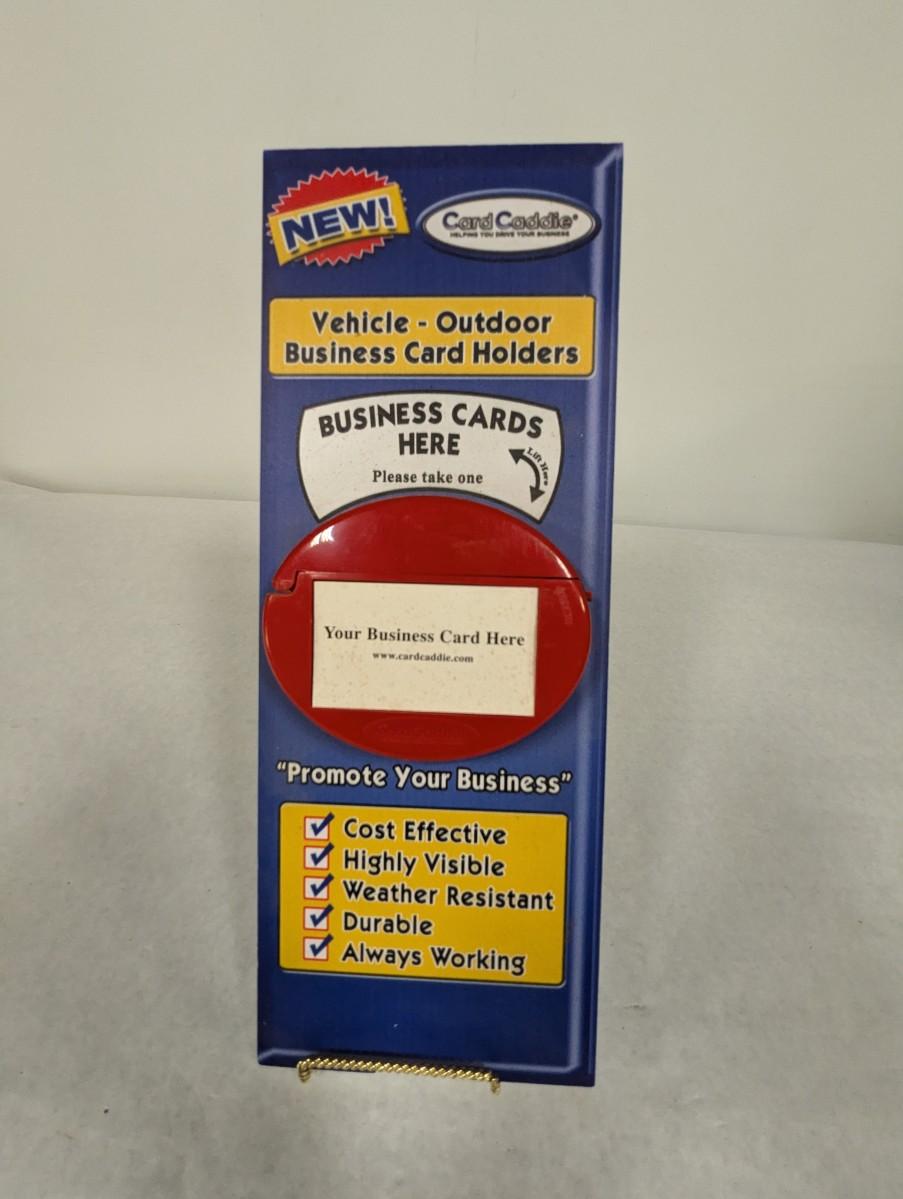 NEW!
Card Caddie®
HELPING YOU DRIVE YOUR BUSINESS
Vehicle - Outdoor
Business Card Holders
BUSINESS CARDS
HERE
Lift Here
Please take one
Your Business Card Here
www.cardcaddie.com
CardCaddie
"Promote Your Business"
Cost Effective
Highly Visible
Weather Resistant
Durable
Always Working